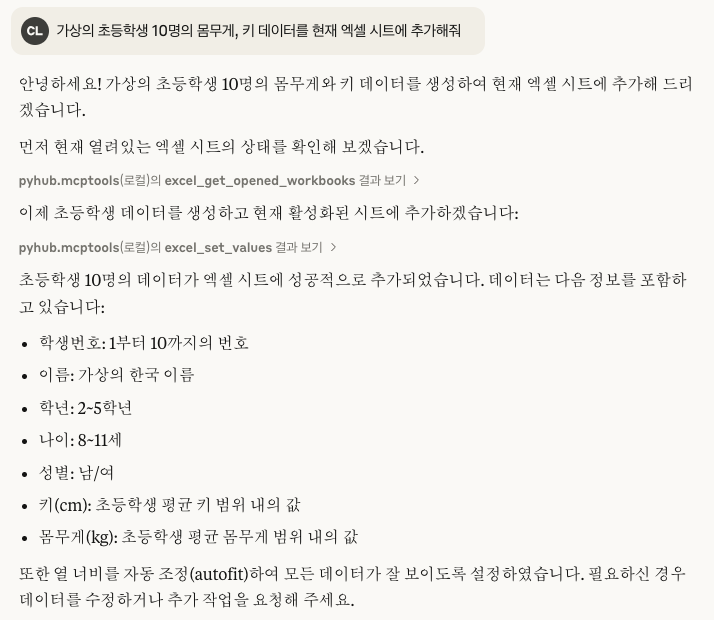 CL 가상의 초등학생 10명의 몸무게, 키 데이터를 현재 엑셀 시트에 추가해줘
안녕하세요! 가상의 초등학생 10명의 몸무게와 키 데이터를 생성하여 현재 엑셀 시트에 추가해 드리
겠습니다.
먼저 현재 열려있는 엑셀 시트의 상태를 확인해 보겠습니다.
pyhub.mcptools(로컬)의 excel_get_opened_workbooks 결과 보기 >
이제 초등학생 데이터를 생성하고 현재 활성화된 시트에 추가하겠습니다:
pyhub.mcptools(로컬)의 excel_set_values 결과 보기 >
초등학생 10명의 데이터가 엑셀 시트에 성공적으로 추가되었습니다. 데이터는 다음 정보를 포함하
고 있습니다:
• 학생번호: 1부터 10까지의 번호
• 이름: 가상의 한국 이름
• 학년: 2~5학년
• 나이: 8~11세
• 성별: 남/여
• 키(cm): 초등학생 평균 키 범위 내의 값
• 몸무게(kg): 초등학생 평균 몸무게 범위 내의 값
또한 열 너비를 자동 조정(autofit)하여 모든 데이터가 잘 보이도록 설정하였습니다. 필요하신 경우
데이터를 수정하거나 추가 작업을 요청해 주세요.